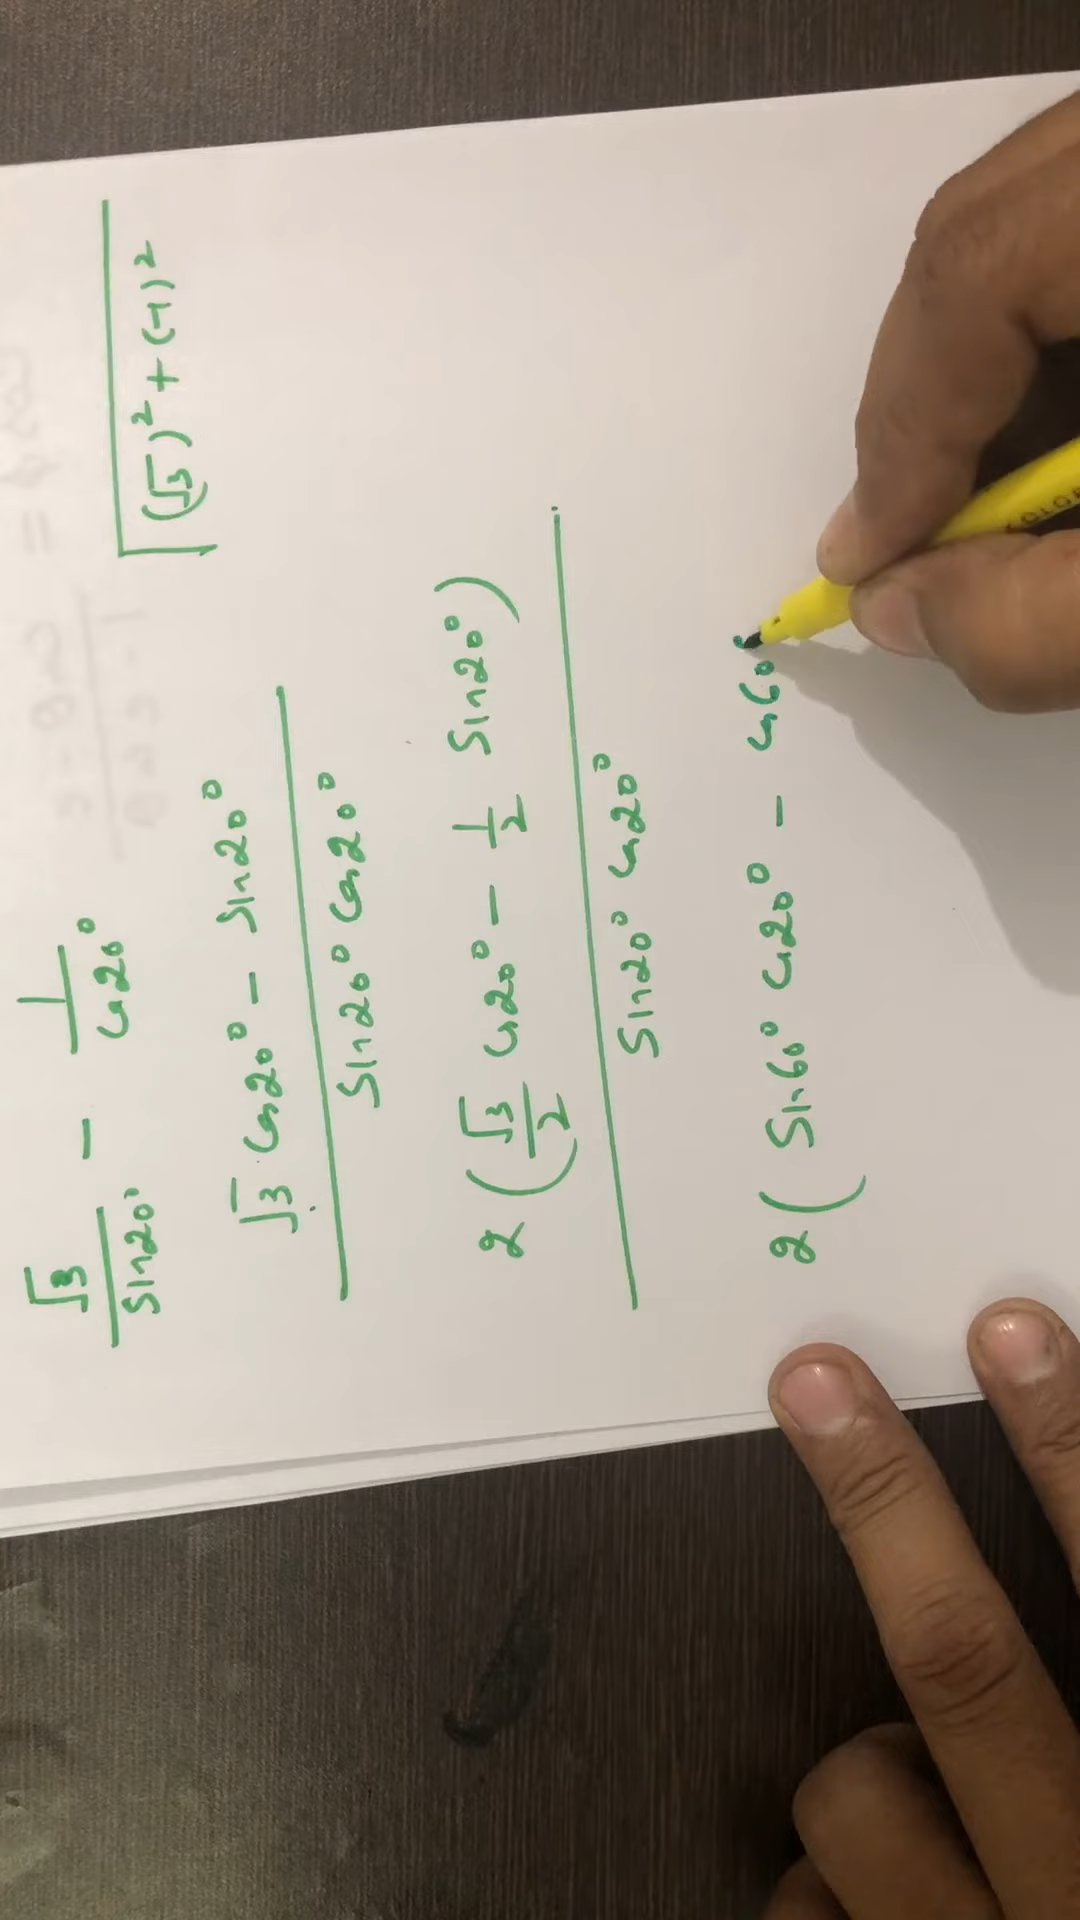 √3/Sin20° - 1/Cos20°
√((√3)² + (-1)²)
√3 Cos20° - Sin20°
Sin20° Cos20°
2 (√3/2 Cos20° - 1/2 Sin20°)
Sin20° Cos20°
2 ( Sin60° Cos20° - Cos60°